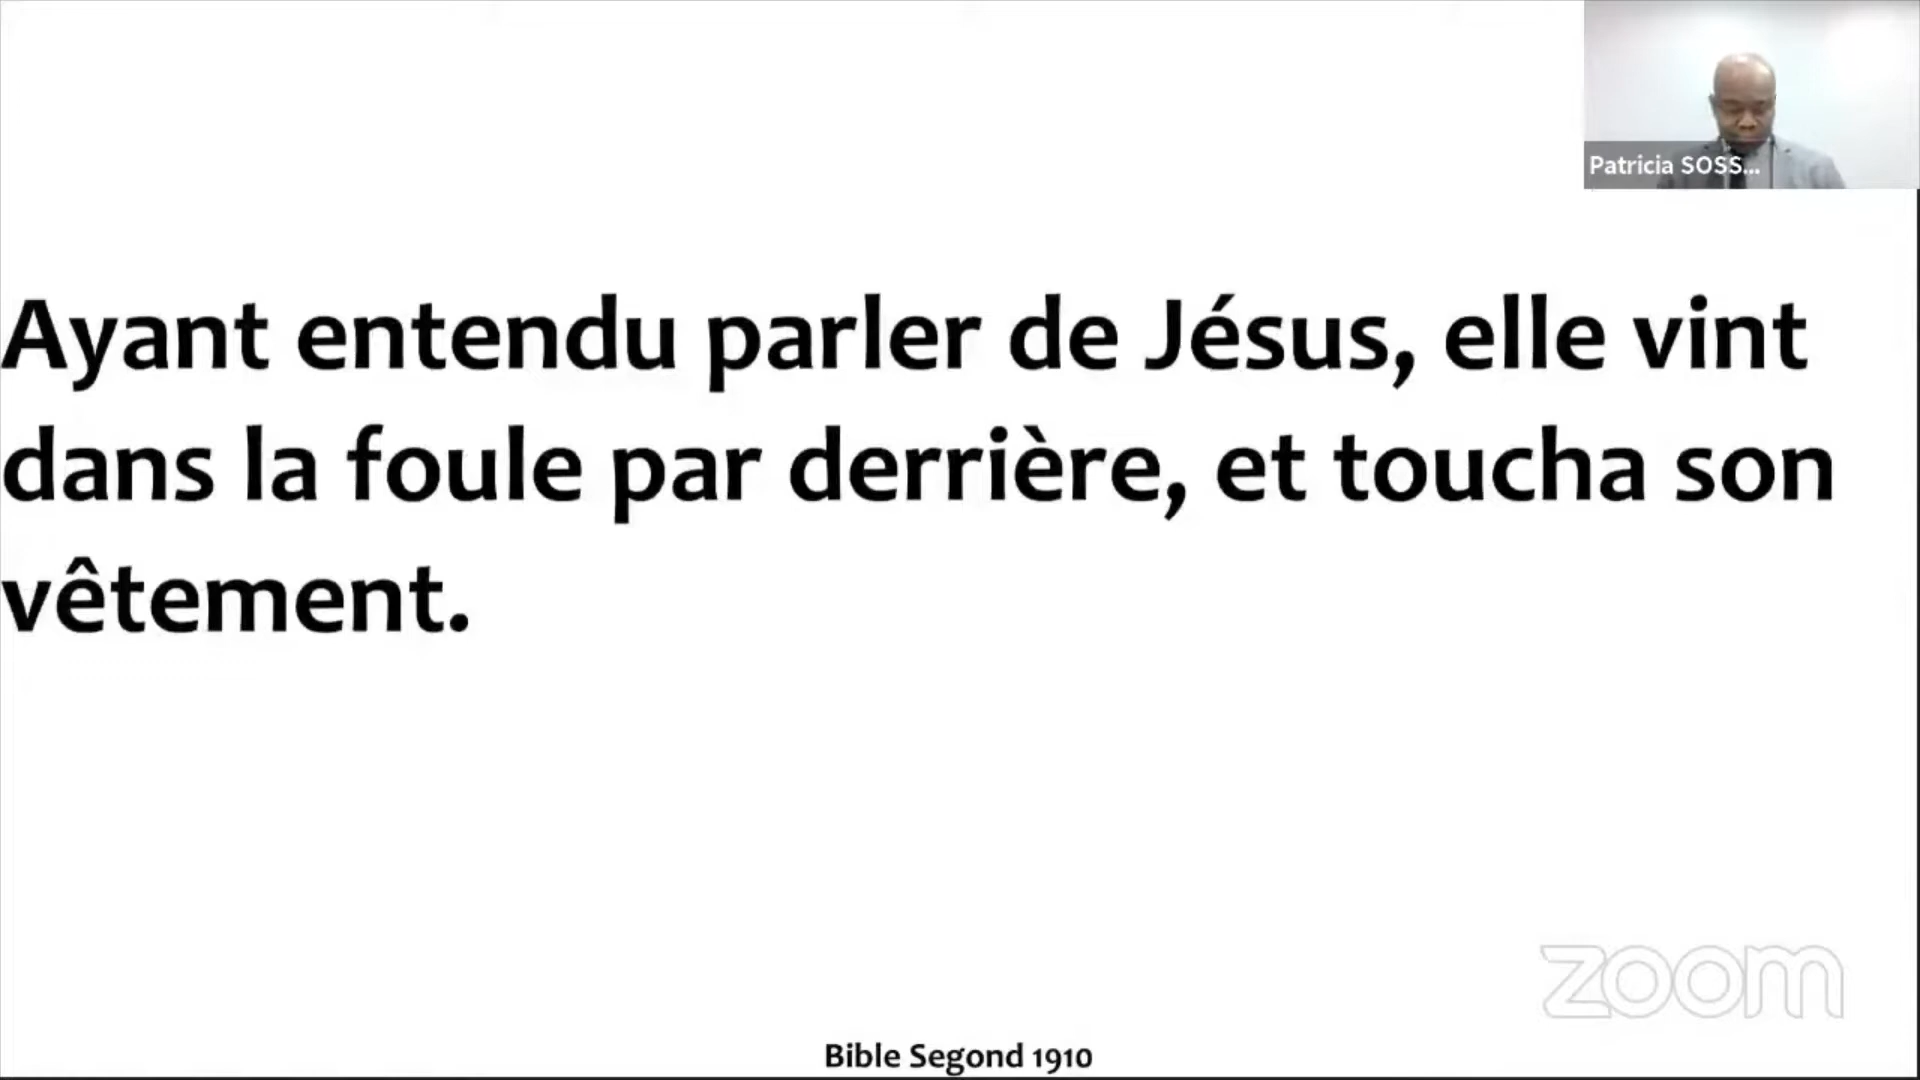 Patricia SOSS...
Ayant entendu parler de Jésus, elle vint
dans la foule par derrière, et toucha son
vêtement.
zoom
Bible Segond 1910